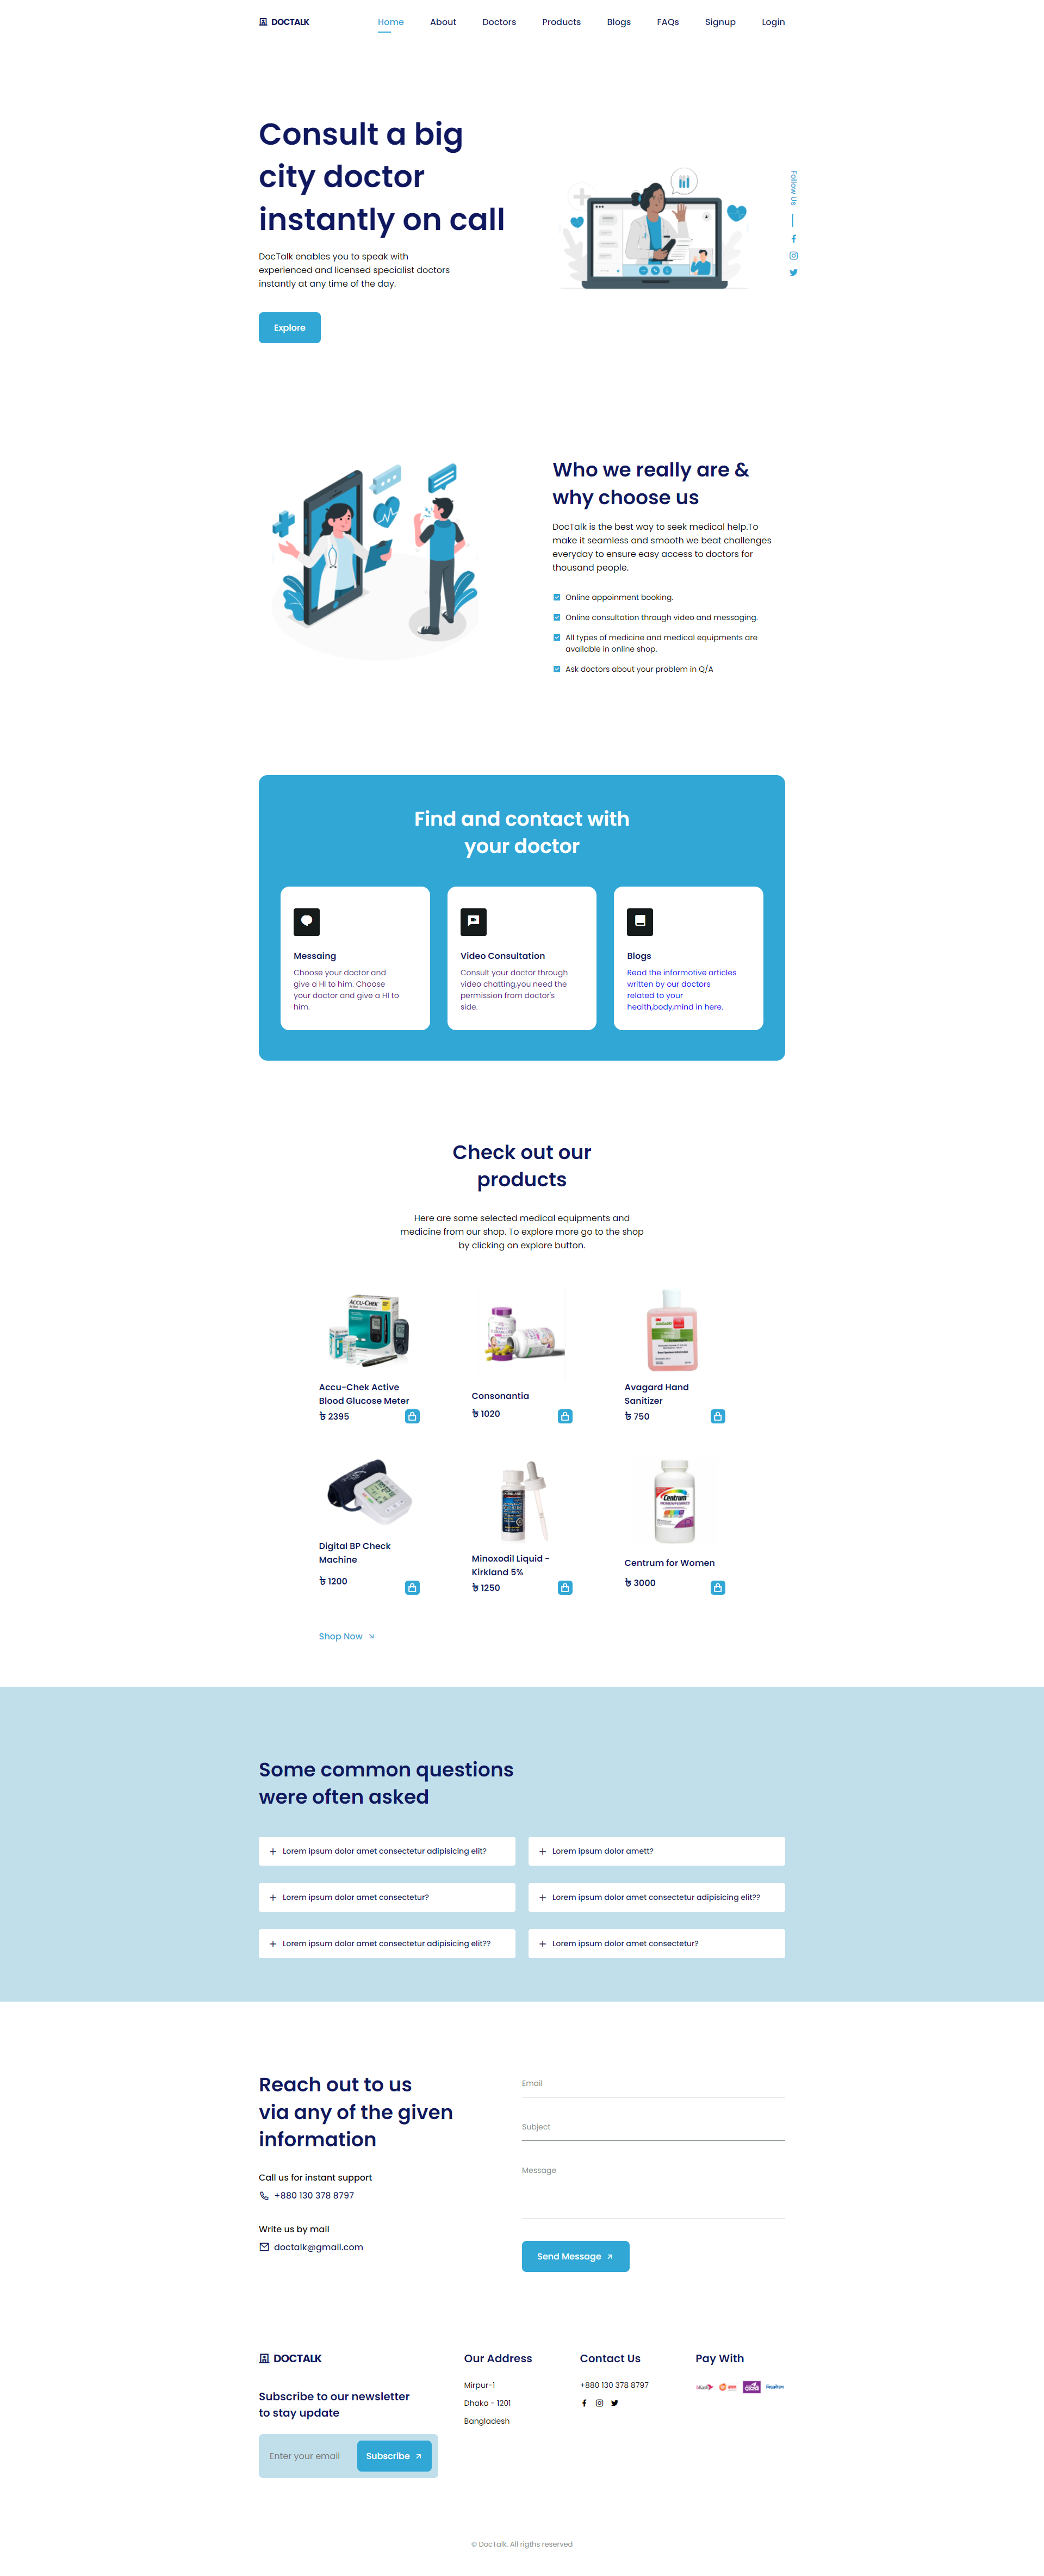 DOCTALK
Home About Doctors Products Blogs FAQs Signup Login
Consult a big
city doctor
instantly on call
DocTalk enables you to speak with
experienced and licensed specialist doctors
instantly at any time of the day.
Explore
Follow Us
Who we really are &
why choose us
DocTalk is the best way to seek medical help.To
make it seamless and smooth we beat challenges
everyday to ensure easy access to doctors for
thousand people.
Online appoinment booking.
Online consultation through video and messaging.
All types of medicine and medical equipments are
available in online shop.
Ask doctors about your problem in Q/A
Find and contact with
your doctor
Messaing
Choose your doctor and
give a HI to him. Choose
your doctor and give a HI to
him.
Video Consultation
Consult your doctor through
video chatting,you need the
permission from doctor's
side.
Blogs
Read the informative articles
written by our doctors
related to your
health,body,mind in here.
Check out our
products
Here are some selected medical equipments and
medicine from our shop. To explore more go to the shop
by clicking on explore button.
ACCU-CHEK
Accu-Chek Active
Blood Glucose Meter
৳ 2395
Consonantia
৳ 1020
Avagard Hand
Sanitizer
৳ 750
Digital BP Check
Machine
৳ 1200
Minoxodil Liquid -
Kirkland 5%
৳ 1250
Centrum
Centrum for Women
৳ 3000
Shop Now
Some common questions
were often asked
Lorem ipsum dolor amet consectetur adipisicing elit?
Lorem ipsum dolor amett?
Lorem ipsum dolor amet consectetur?
Lorem ipsum dolor amet consectetur adipisicing elit??
Lorem ipsum dolor amet consectetur adipisicing elit??
Lorem ipsum dolor amet consectetur?
Reach out to us
via any of the given
information
Call us for instant support
+880 130 378 8797
Write us by mail
doctalk@gmail.com
Email
Subject
Message
Send Message
DOCTALK
Subscribe to our newsletter
to stay update
Enter your email
Subscribe
Our Address
Mirpur-1
Dhaka - 1201
Bangladesh
Contact Us
+880 130 378 8797
Pay With
© DocTalk. All rigths reserved